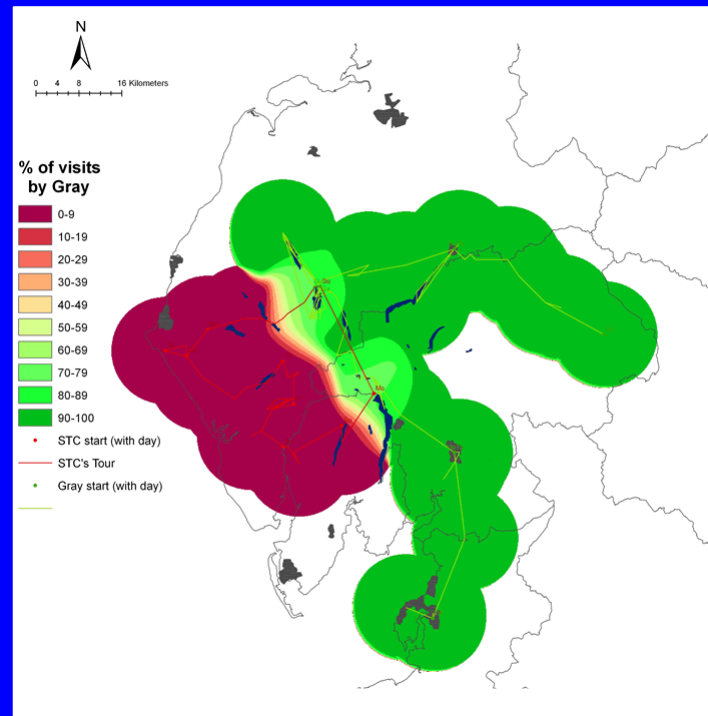 N
0 4 8 16 Kilometers
% of visits
by Gray
0-9
10-19
20-29
30-39
40-49
50-59
60-69
70-79
80-89
90-100
STC start (with day)
STC's Tour
Gray start (with day)
Su
Mo